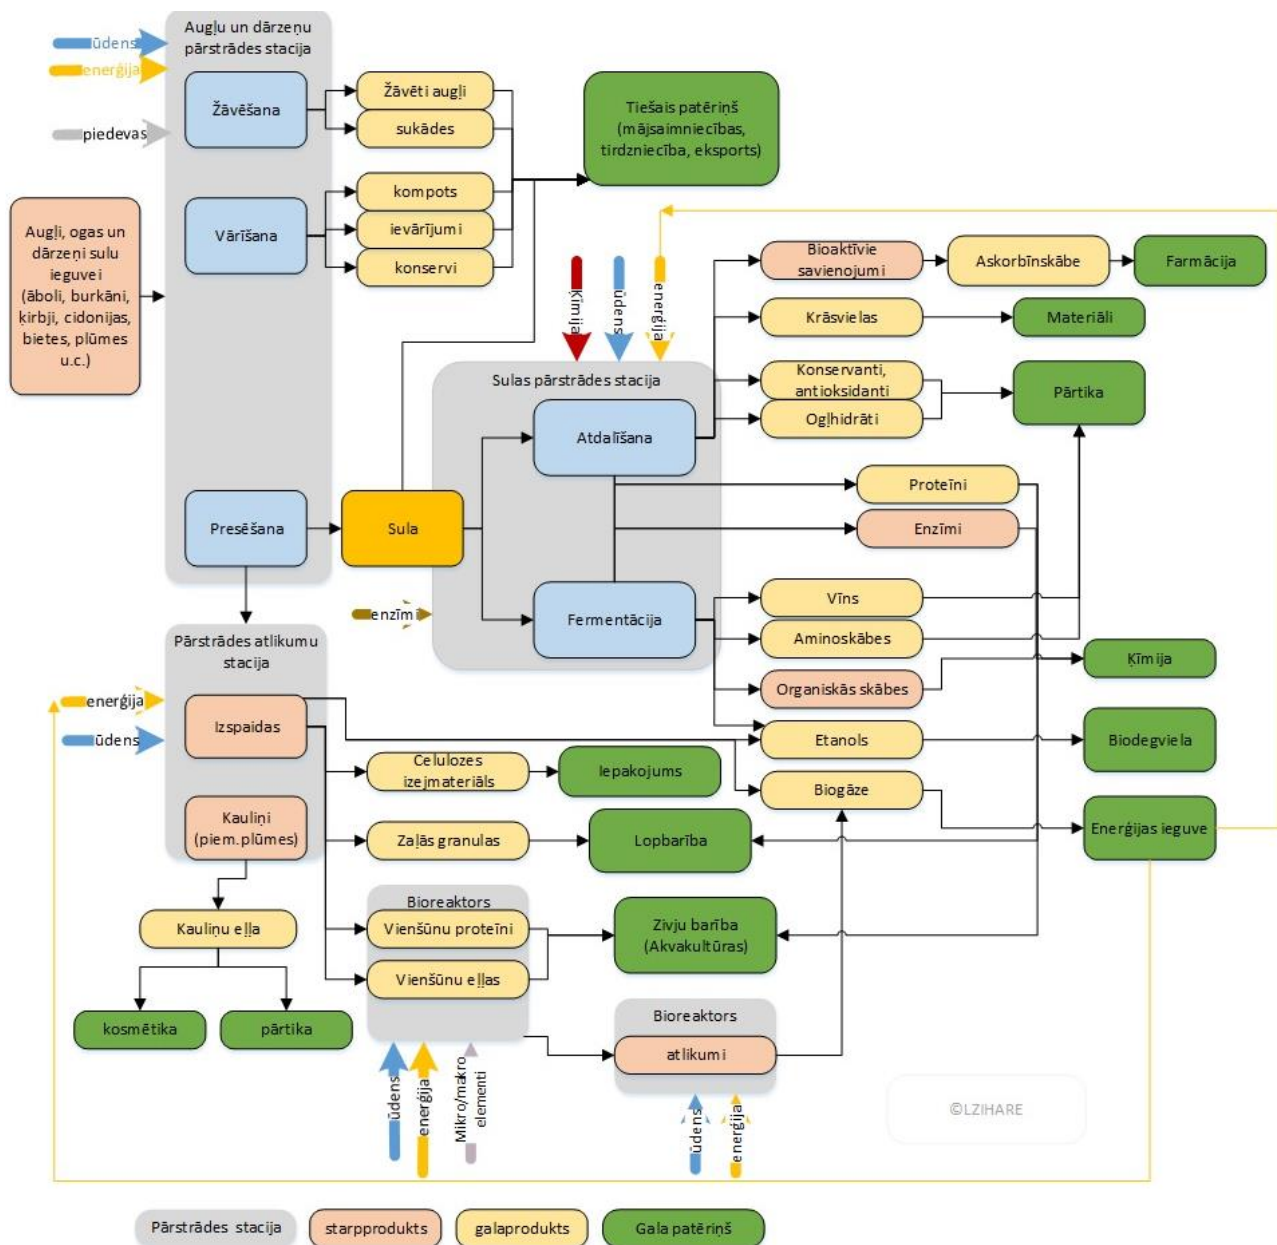 Augļu un dārzeņu
pārstrādes stacija
ūdens
enerģija
piedevas
Žāvēšana
Žāvēti augļi
sukādes
Vārīšana
kompots
ievārījumi
konservi
Tiešais patēriņš
(mājsaimniecības,
tirdzniecība, eksports)
Augļi, ogas un
dārzeņi sulu
ieguvei
(āboli, burkāni,
ķirbji, cidonijas,
bietes, plūmes
u.c.)
Ķīmija
ūdens
enerģija
Bioaktīvie
savienojumi
Askorbīnskābe
Farmācija
Krāsvielas
Materiāli
Sulas pārstrādes stacija
Konservanti,
antioksidanti
Ogļhidrāti
Pārtika
Atdalīšana
Presēšana
Sula
Proteīni
Enzīmi
enzīmi
Fermentācija
Vīns
Aminoskābes
Organiskās skābes
Ķīmija
Etanols
Biodegviela
Biogāze
Enerģijas ieguve
Pārstrādes atlikumu
stacija
enerģija
ūdens
Izspaidas
Kauliņi
(piem.plūmes)
Celulozes
izejmateriāls
Iepakojums
Zaļās granulas
Lopbarība
Kauliņu eļļa
kosmētika
pārtika
Bioreaktors
Vienšūnu proteīni
Vienšūnu eļļas
Zivju barība
(Akvakultūras)
Bioreaktors
atlikumi
ūdens
enerģija
Mikro/makro
elementi
ūdens
enerģija
©LZIHARE
Pārstrādes stacija
starpprodukts
galaprodukts
Gala patēriņš